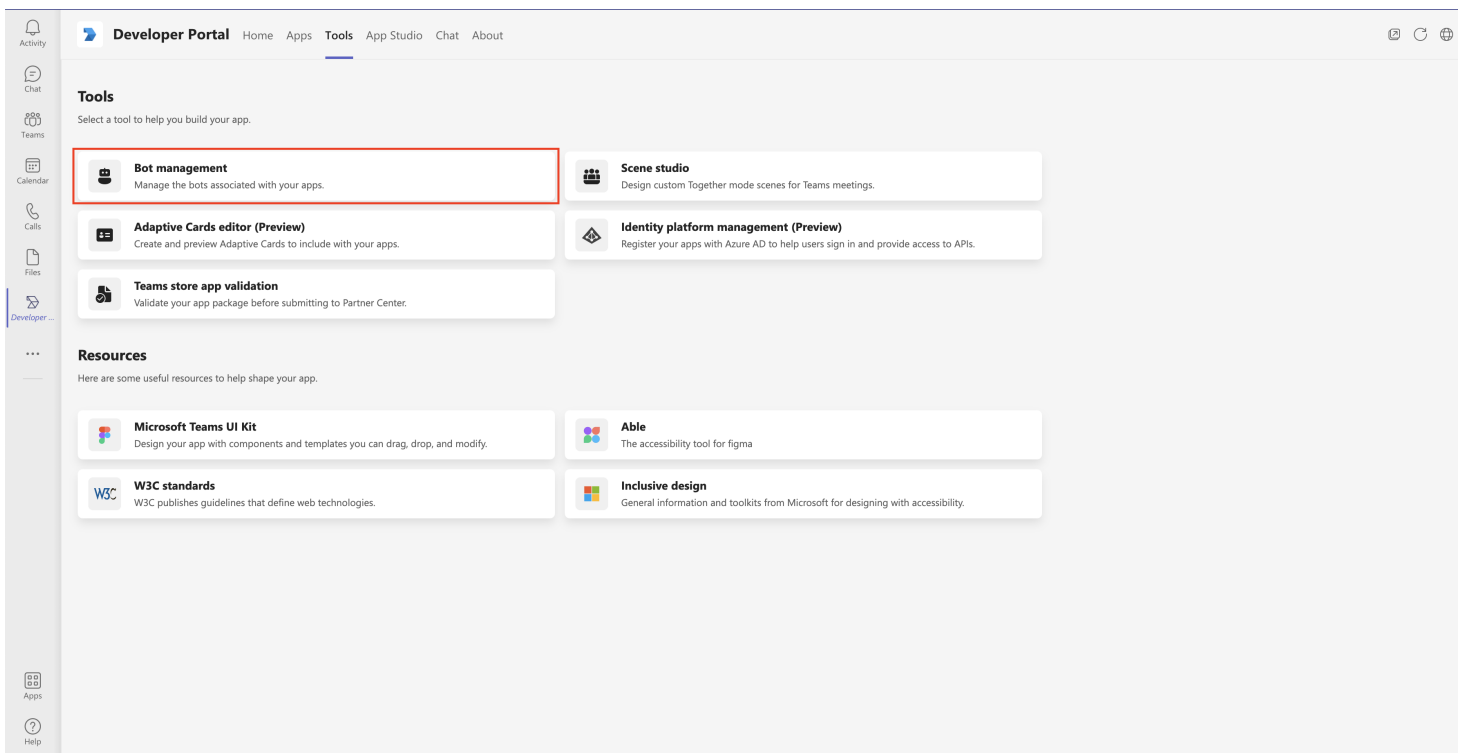 Activity
Chat
Teams
Calendar
Calls
Files
Developer ...
Apps
Help
Developer Portal Home Apps Tools App Studio Chat About
Tools
Select a tool to help you build your app.
Bot management
Manage the bots associated with your apps.
Scene studio
Design custom Together mode scenes for Teams meetings.
Adaptive Cards editor (Preview)
Create and preview Adaptive Cards to include with your apps.
Identity platform management (Preview)
Register your apps with Azure AD to help users sign in and provide access to APIs.
Teams store app validation
Validate your app package before submitting to Partner Center.
Resources
Here are some useful resources to help shape your app.
Microsoft Teams UI Kit
Design your app with components and templates you can drag, drop, and modify.
Able
The accessibility tool for figma
W3C
W3C standards
W3C publishes guidelines that define web technologies.
Inclusive design
General information and toolkits from Microsoft for designing with accessibility.